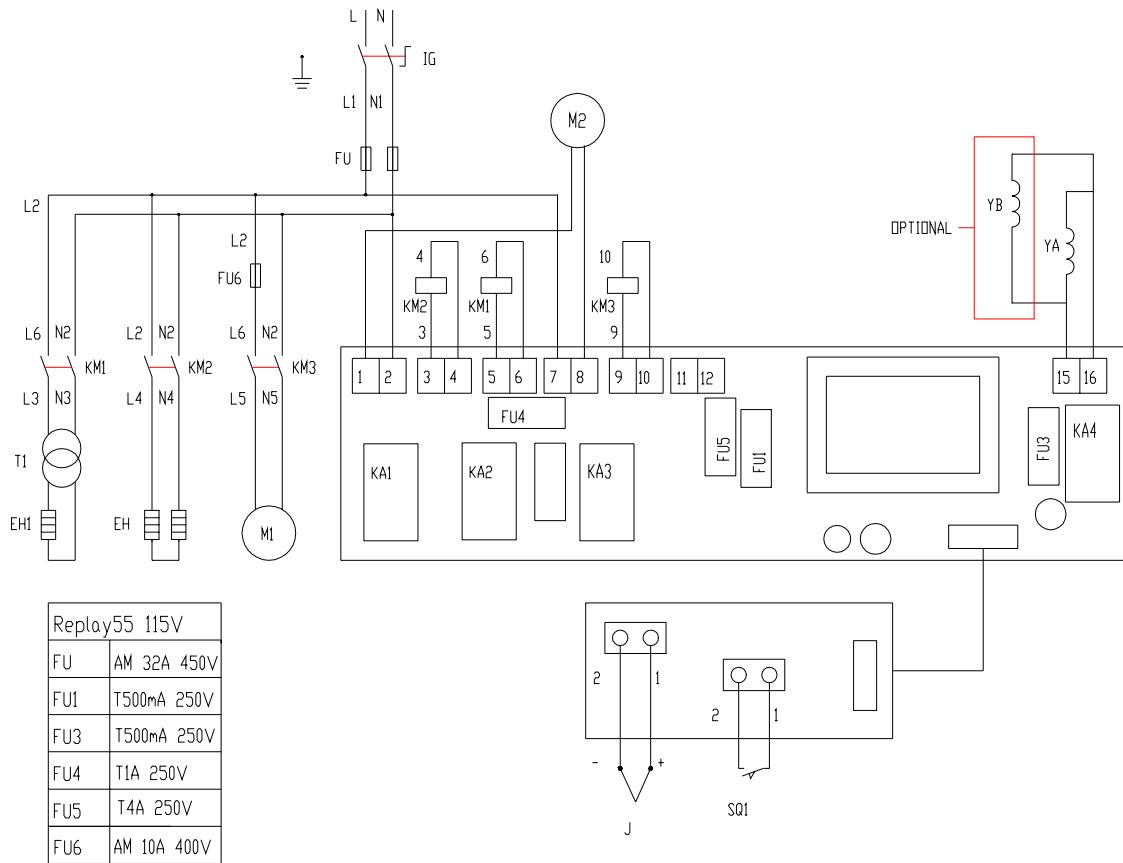 L N
IG
L1 N1
M2
FU
L2
YB
OPTIONAL
YA
L2
4 6 10
FU6
KM2 KM1 KM3
3 5 9
L6 N2 L2 N2 L6 N2
KM1 KM2 KM3
1 2 3 4 5 6 7 8 9 10 11 12 15 16
L3 N3 L4 N4 L5 N5
FU4
FU5 FU1 FU3 KA4
T1
KA1 KA2 KA3
EH1 EH M1
Replay55 115V
FU AM 32A 450V
FU1 T500mA 250V
FU3 T500mA 250V
FU4 T1A 250V
FU5 T4A 250V
FU6 AM 10A 400V
2 1
2 1
- +
SQ1
J